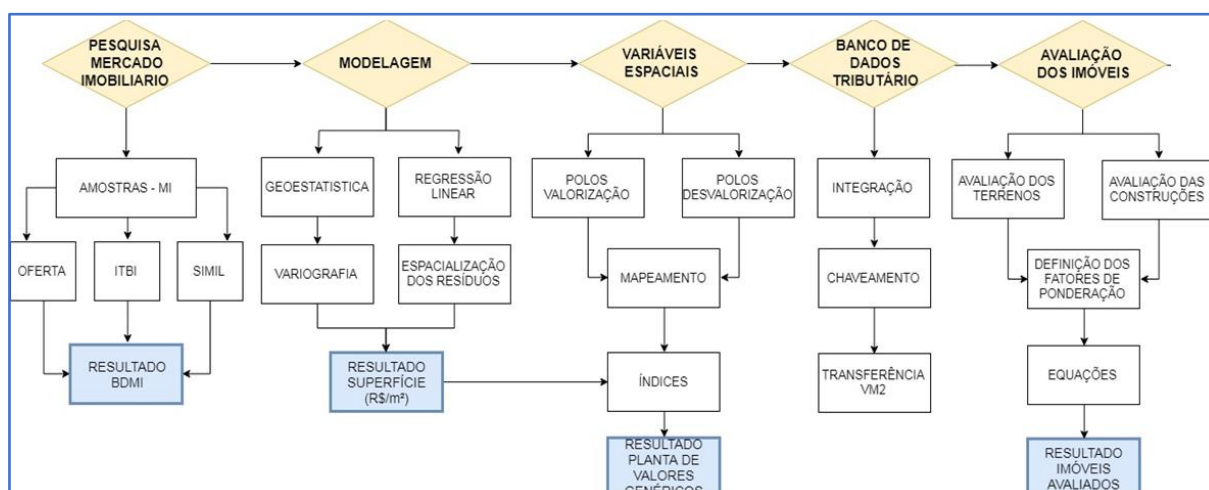 PESQUISA
MERCADO
IMOBILIARIO
MODELAGEM
VARIÁVEIS
ESPACIAIS
BANCO DE
DADOS
TRIBUTÁRIO
AVALIAÇÃO
DOS IMÓVEIS
AMOSTRAS - MI
OFERTA
ITBI
SIMIL
RESULTADO
BDMI
GEOESTATISTICA
REGRESSÃO
LINEAR
VARIOGRAFIA
ESPACIALIZAÇÃO
DOS RESÍDUOS
RESULTADO
SUPERFÍCIE
(R$/m²)
POLOS
VALORIZAÇÃO
POLOS
DESVALORIZAÇÃO
MAPEAMENTO
ÍNDICES
RESULTADO
PLANTA DE
VALORES
GENÉRICOS
INTEGRAÇÃO
CHAVEAMENTO
TRANSFERÊNCIA
VM2
AVALIAÇÃO DOS
TERRENOS
AVALIAÇÃO DAS
CONSTRUÇÕES
DEFINIÇÃO DOS
FATORES DE
PONDERAÇÃO
EQUAÇÕES
RESULTADO
IMÓVEIS
AVALIADOS